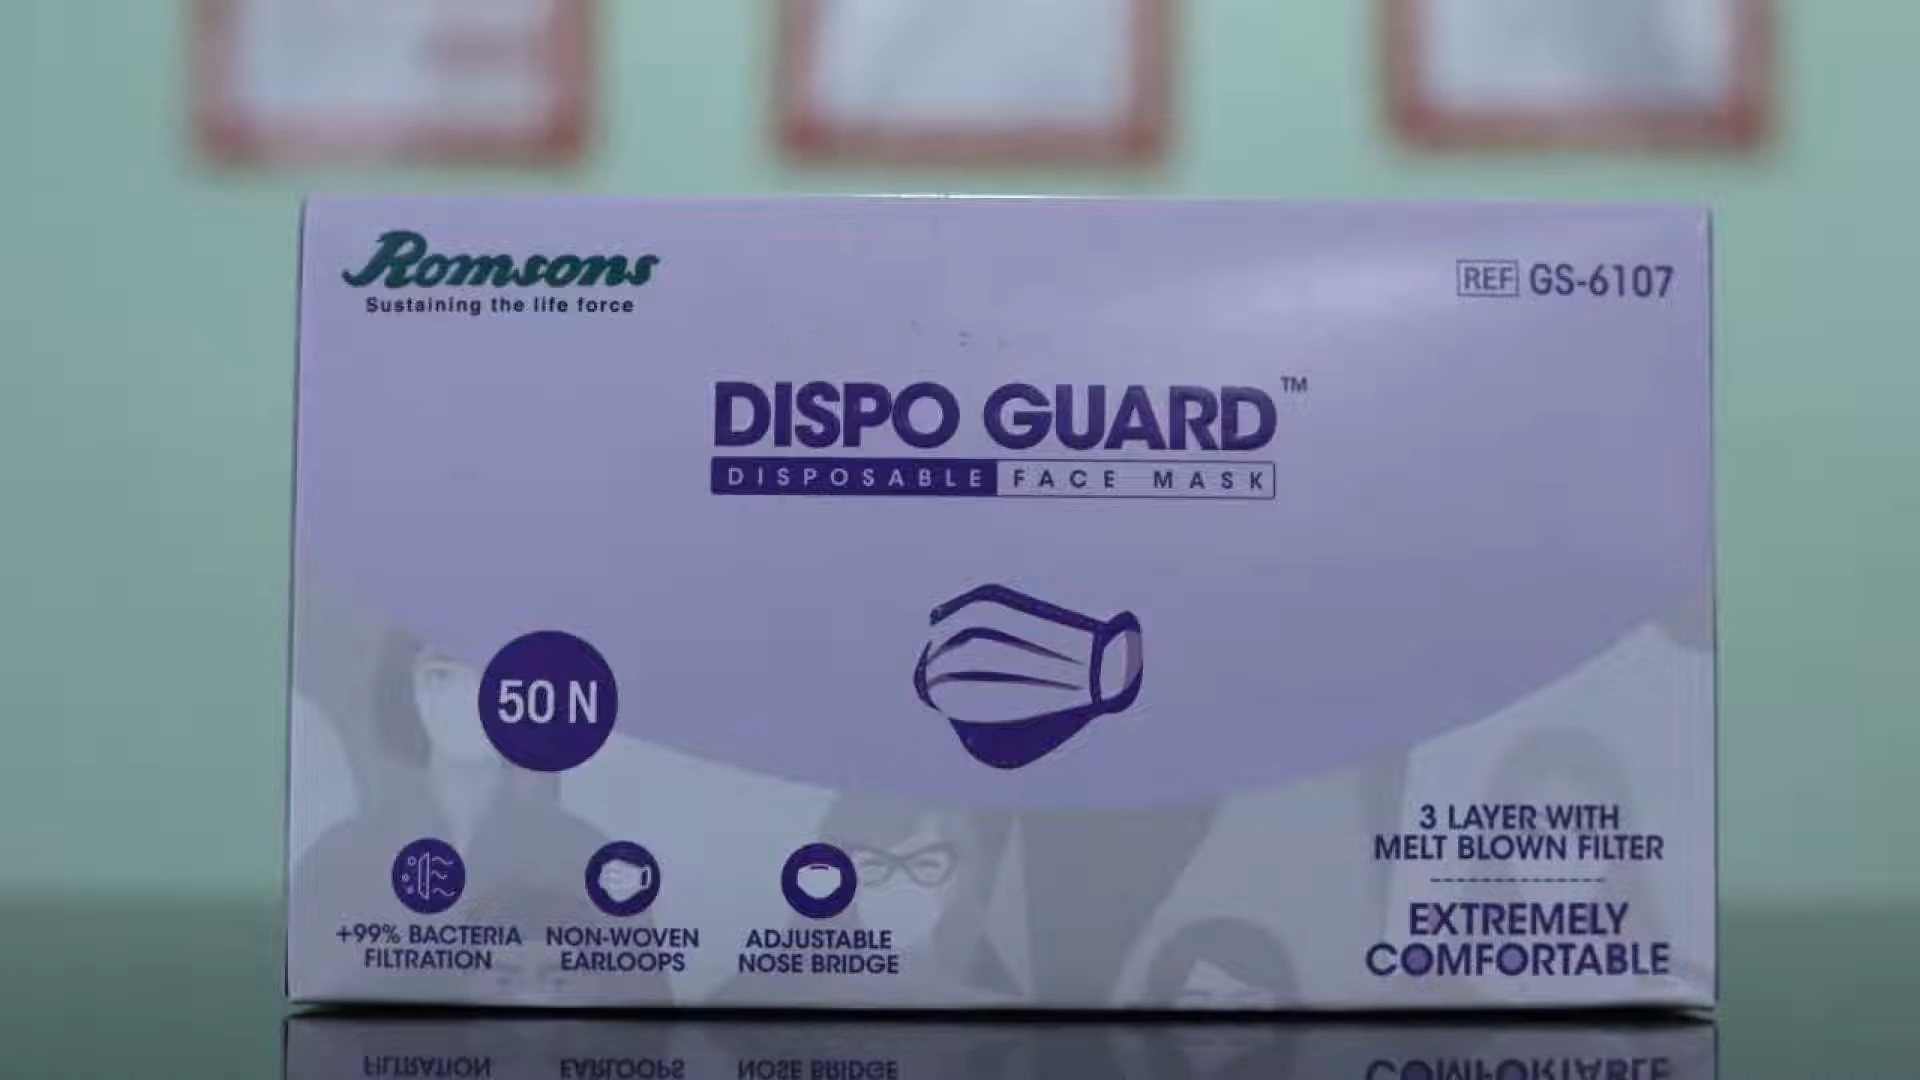 Romsons
Sustaining the life force
REF GS-6107
DISPO GUARD™
DISPOSABLE FACE MASK
50 N
3 LAYER WITH
MELT BLOWN FILTER
EXTREMELY
COMFORTABLE
+99% BACTERIA
FILTRATION
NON-WOVEN
EARLOOPS
ADJUSTABLE
NOSE BRIDGE